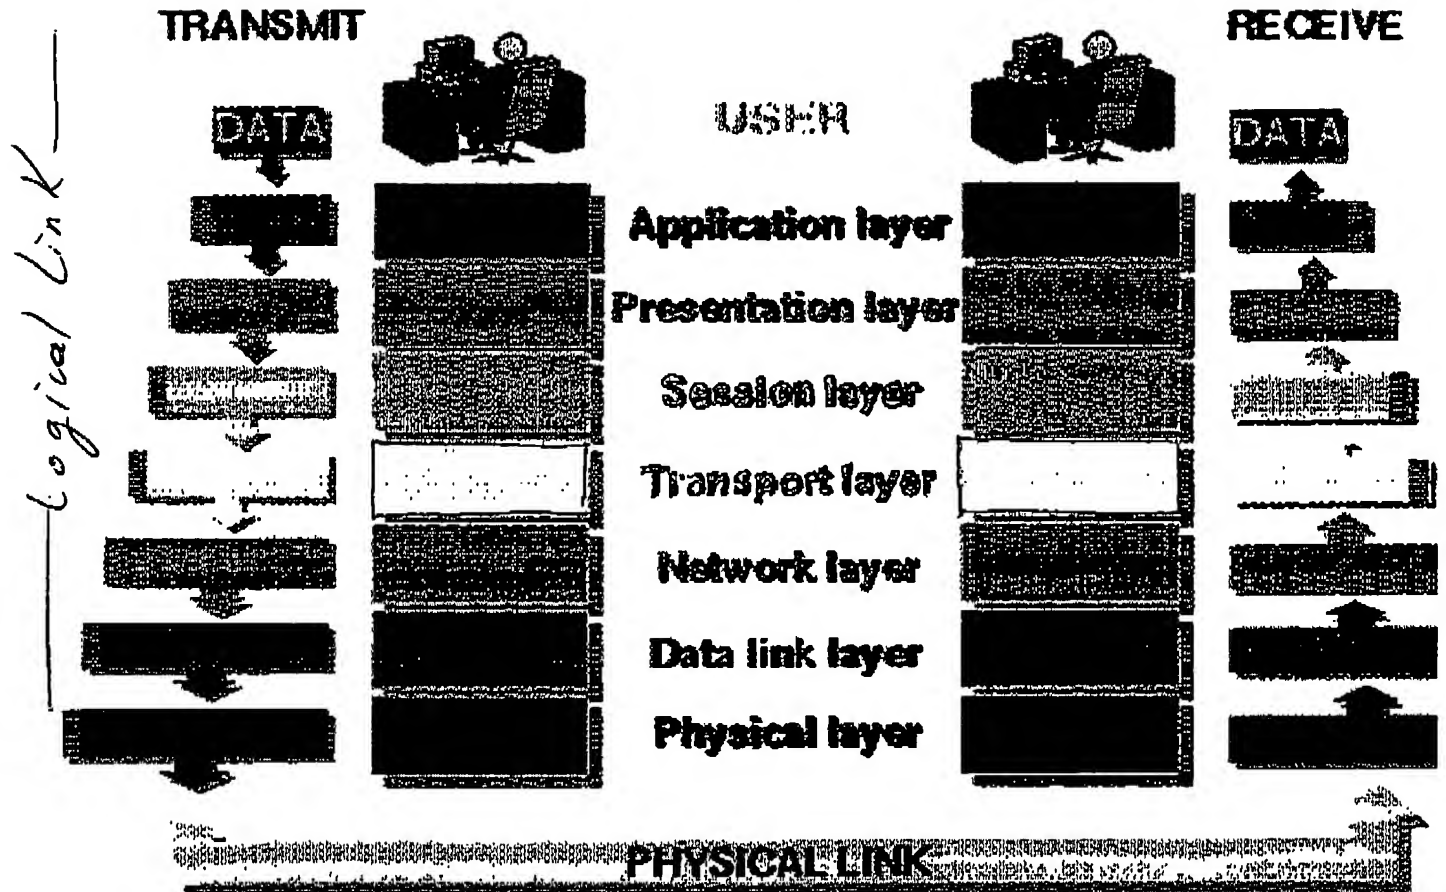 TRANSMIT
RECEIVE
DATA
USER
DATA
Logical Link
Application layer
Presentation layer
Session layer
Transport layer
Network layer
Data link layer
Physical layer
PHYSICAL LINK